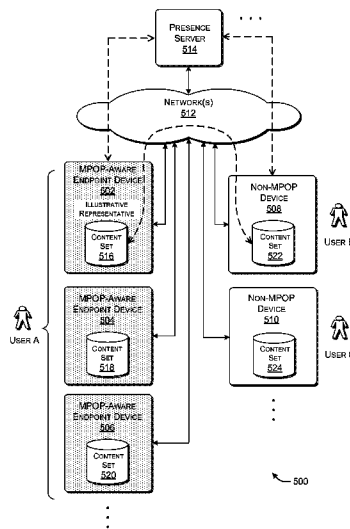 PRESENCE
SERVER
514
NETWORK(S)
512
MPOP-AWARE
ENDPOINT DEVICE
502
ILLUSTRATIVE
REPRESENTATIVE
CONTENT
SET
516
NON-MPOP
DEVICE
508
CONTENT
SET
522
USER
MPOP-AWARE
ENDPOINT DEVICE
504
CONTENT
SET
518
NON-MPOP
DEVICE
510
CONTENT
SET
524
USER
USER A
MPOP-AWARE
ENDPOINT DEVICE
506
CONTENT
SET
520
500